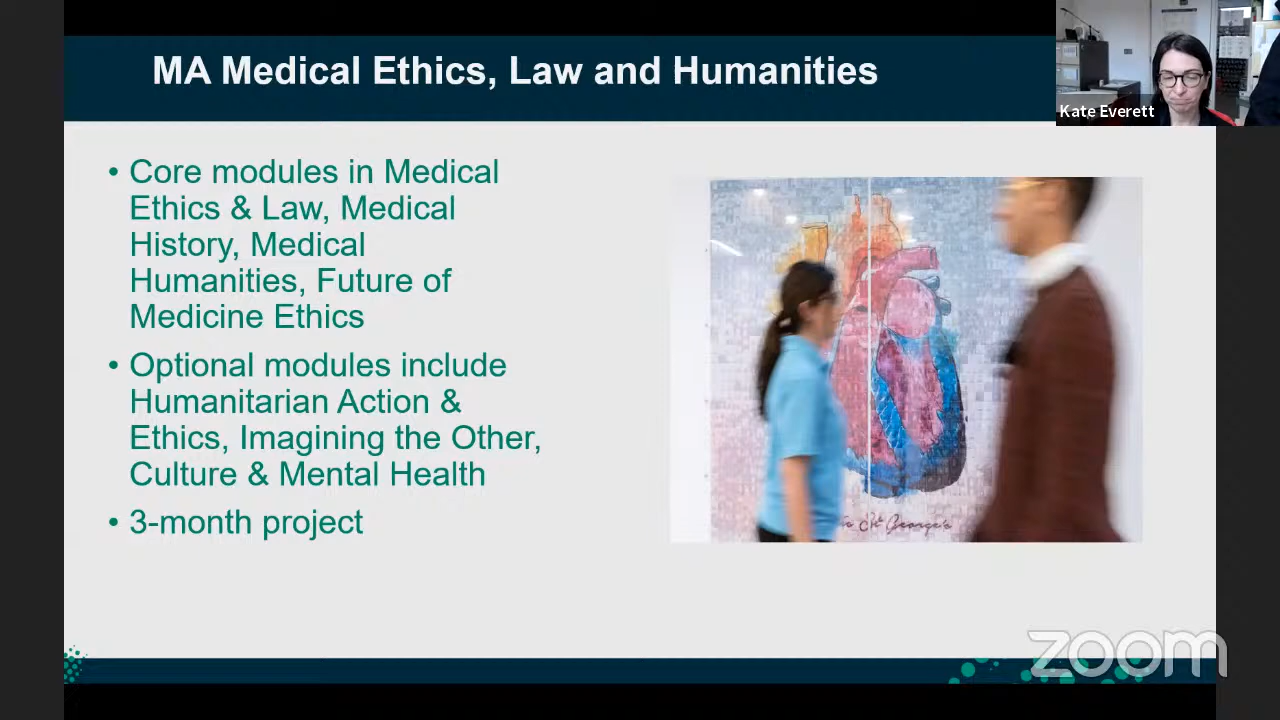 MA Medical Ethics, Law and Humanities
Kate Everett
• Core modules in Medical
Ethics & Law, Medical
History, Medical
Humanities, Future of
Medicine Ethics
• Optional modules include
Humanitarian Action &
Ethics, Imagining the Other,
Culture & Mental Health
• 3-month project
St George's
zoom